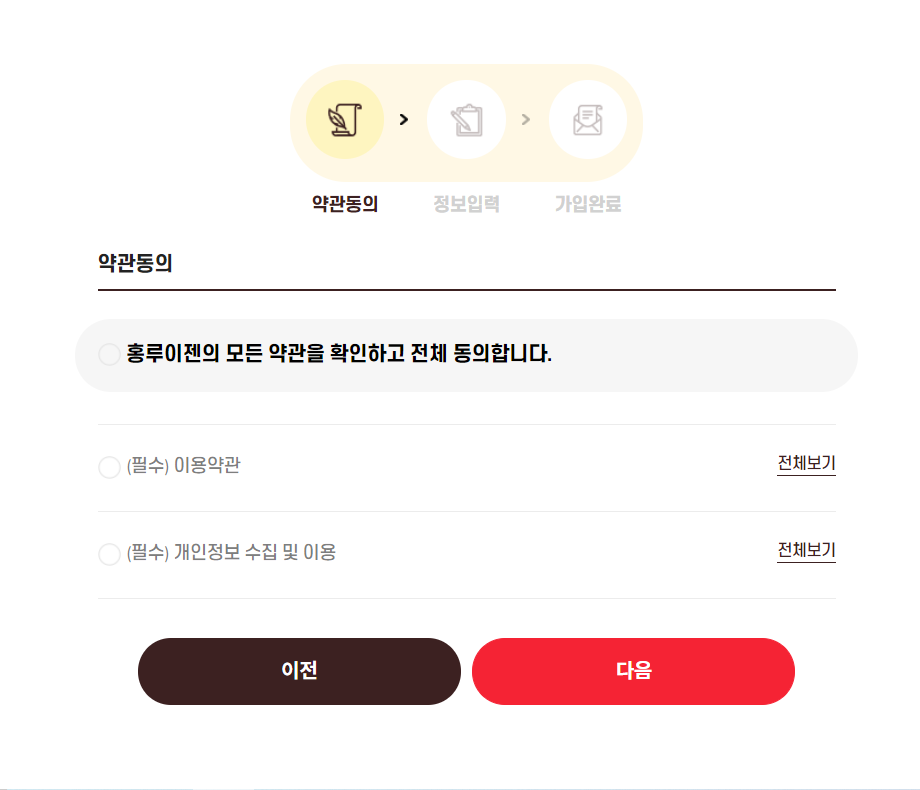 약관동의 정보입력 가입완료
약관동의
홍루이젠의 모든 약관을 확인하고 전체 동의합니다.
(필수) 이용약관 전체보기
(필수) 개인정보 수집 및 이용 전체보기
이전 다음